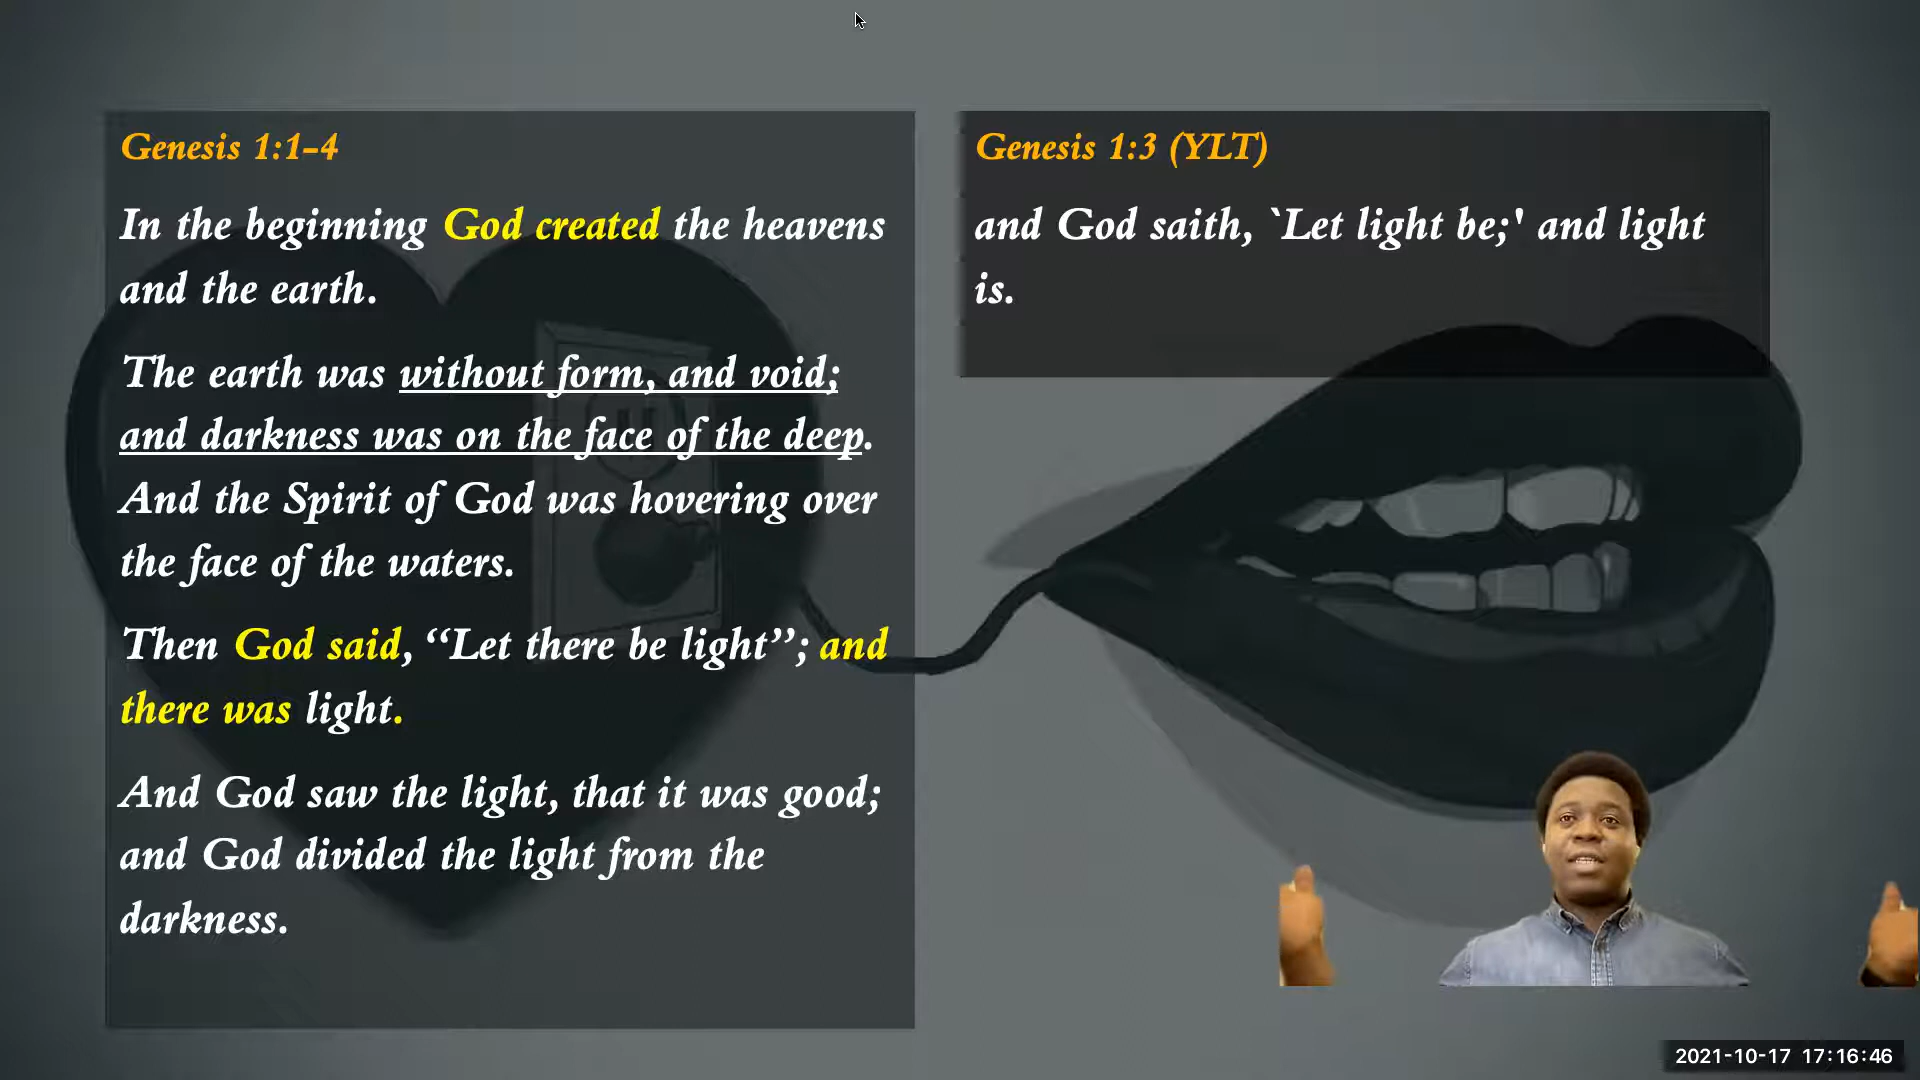 Genesis 1:1-4
In the beginning God created the heavens
and the earth.
The earth was without form, and void;
and darkness was on the face of the deep.
And the Spirit of God was hovering over
the face of the waters.
Then God said, “Let there be light”; and
there was light.
And God saw the light, that it was good;
and God divided the light from the
darkness.
Genesis 1:3 (YLT)
and God saith, `Let light be;' and light
is.
2021-10-17 17:16:46